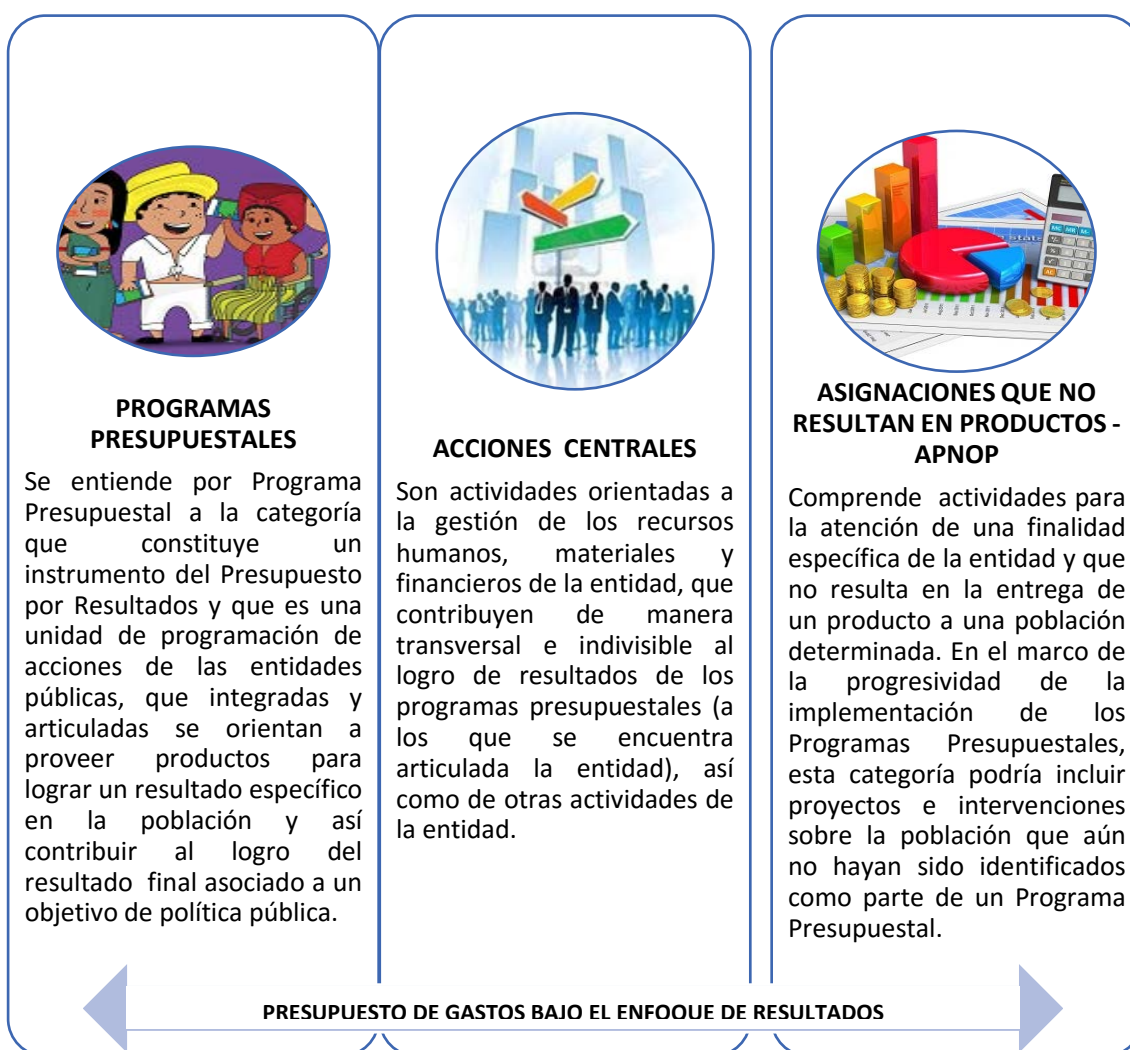 PROGRAMAS
PRESUPUESTALES
Se entiende por Programa
Presupuestal a la categoría
que constituye un
instrumento del Presupuesto
por Resultados y que es una
unidad de programación de
acciones de las entidades
públicas, que integradas y
articuladas se orientan a
proveer productos para
lograr un resultado específico
en la población y así
contribuir al logro del
resultado final asociado a un
objetivo de política pública.
ACCIONES CENTRALES
Son actividades orientadas a
la gestión de los recursos
humanos, materiales y
financieros de la entidad, que
contribuyen de manera
transversal e indivisible al
logro de resultados de los
programas presupuestales (a
los que se encuentra
articulada la entidad), así
como de otras actividades de
la entidad.
ASIGNACIONES QUE NO
RESULTAN EN PRODUCTOS -
APNOP
Comprende actividades para
la atención de una finalidad
específica de la entidad y que
no resulta en la entrega de
un producto a una población
determinada. En el marco de
la progresividad de la
implementación de los
Programas Presupuestales,
esta categoría podría incluir
proyectos e intervenciones
sobre la población que aún
no hayan sido identificados
como parte de un Programa
Presupuestal.
PRESUPUESTO DE GASTOS BAJO EL ENFOQUE DE RESULTADOS